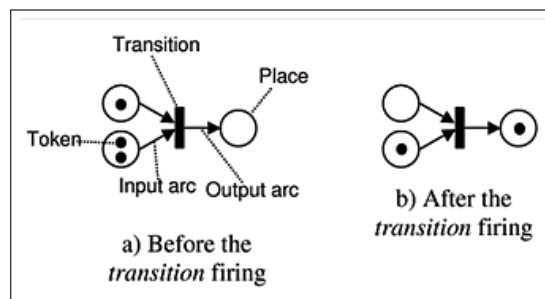 Transition
Place
Token
Input arc
Output arc
a) Before the
transition firing
b) After the
transition firing